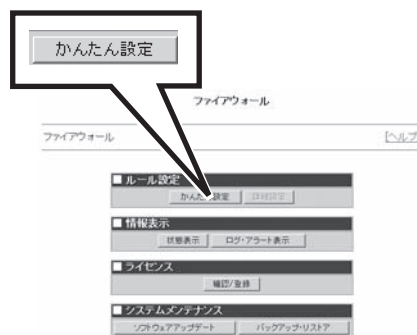 かんたん設定
ファイアウォール
ファイアウォール [ヘルプ
■ ルール設定
かんたん設定 詳細設定
■ 情報表示
状態表示 ログ・アラート表示
■ ライセンス
確認/登録
■ システムメンテナンス
ソフトウェアアップデート バックアップ・リストア